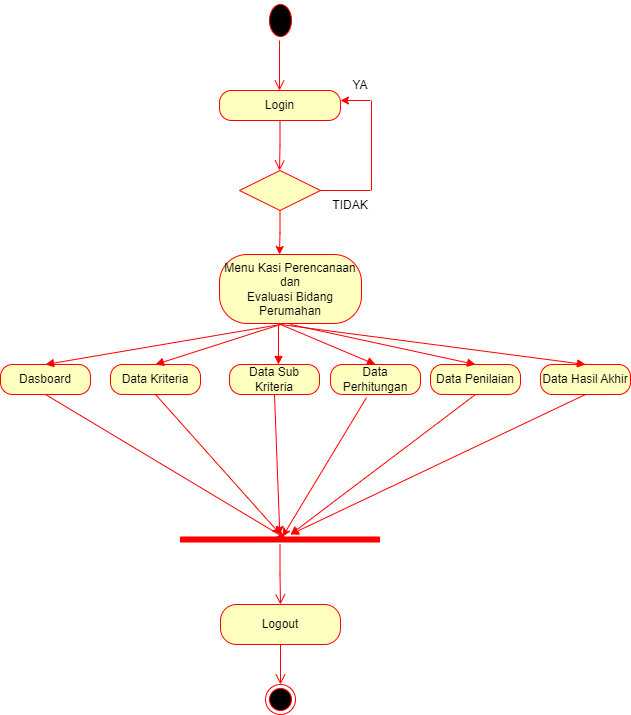 YA
Login
TIDAK
Menu Kasi Perencanaan
dan
Evaluasi Bidang
Perumahan
Dasboard
Data Kriteria
Data Sub
Kriteria
Data
Perhitungan
Data Penilaian
Data Hasil Akhir
Logout